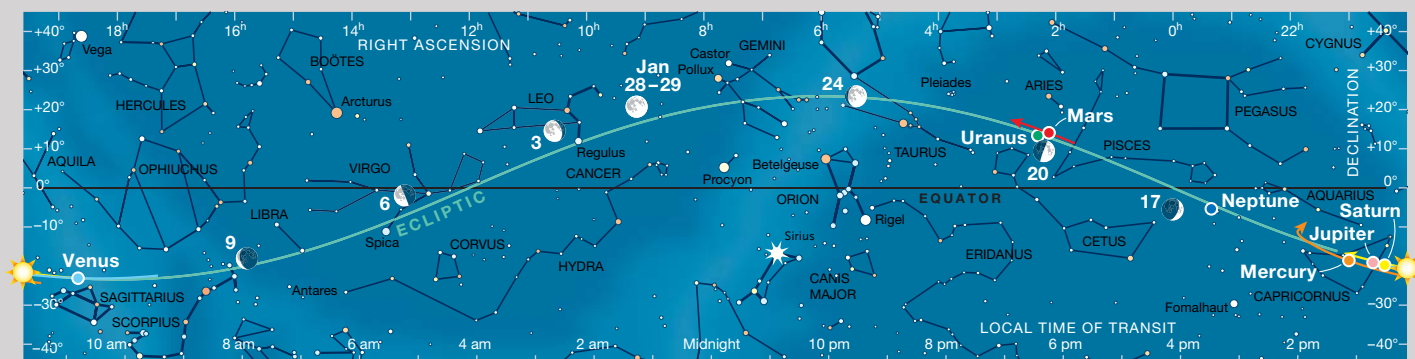 +40° 18ʰ RIGHT ASCENSION 14ʰ 10ʰ 6ʰ 4ʰ 2ʰ 0ʰ 22ʰ +40°
Vega
BOÖTES
Castor
GEMINI
CYGNUS
+30°
Jan
28–29
Pollux
24
Pleiades
ARIES
+30°
HERCULES
Arcturus
LEO
PEGASUS
+20°
+20°
3
Uranus
Mars
DECLINATION
+10°
AQUILA
OPHIUCHUS
VIRGO
Regulus
CANCER
Procyon
Betelgeuse
TAURUS
20
PISCES
+10°
0°
6
ECLIPTIC
ORION
EQUATOR
17
Neptune
AQUARIUS
0°
LIBRA
Saturn
–10°
9
Spica
CORVUS
Rigel
Sirius
CETUS
Jupiter
Venus
HYDRA
ERIDANUS
Mercury
SAGITTARIUS
Antares
CANIS
MAJOR
CAPRICORNUS
–30°
SCORPIUS
Fomalhaut
–30°
LOCAL TIME OF TRANSIT
–40° 10 am 8 am 6 am 4 am 2 am Midnight 10 pm 8 pm 6 pm 4 pm 2 pm –40°